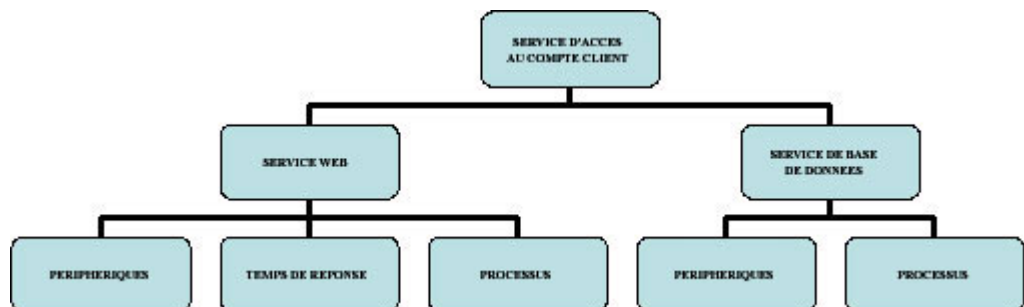 SERVICE D'ACCES
AU COMPTE CLIENT
SERVICE WEB
SERVICE DE BASE
DE DONNEES
PERIPHERIQUES
TEMPS DE REPONSE
PROCESSUS
PERIPHERIQUES
PROCESSUS